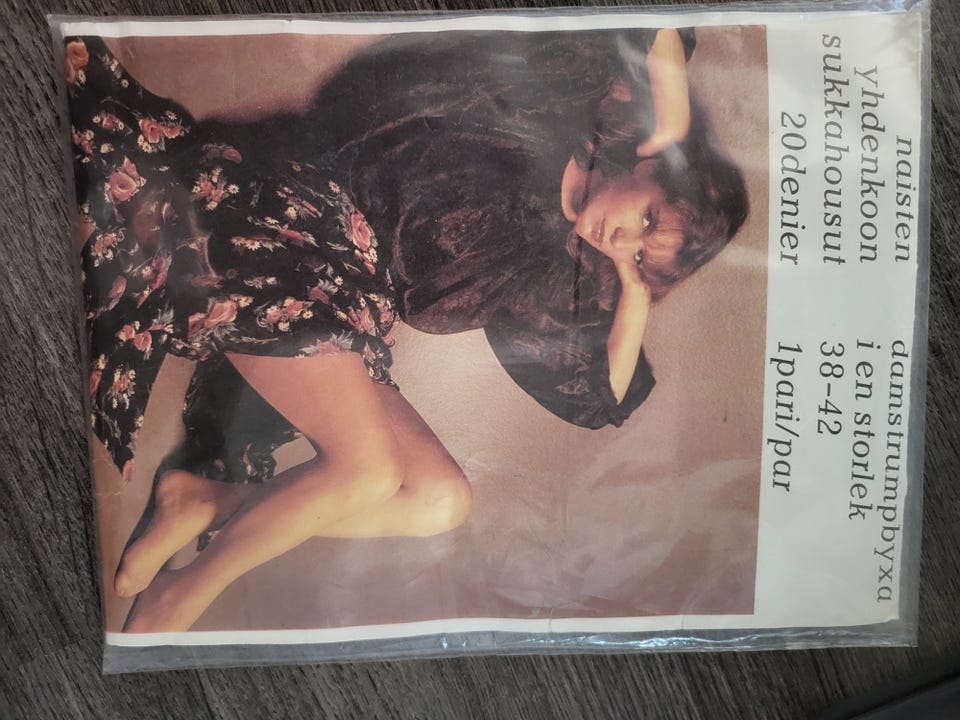 naisten
yhdenkoon
sukkahousut
20denier
damstrumpbyxa
i en storlek
38-42
1pari/par